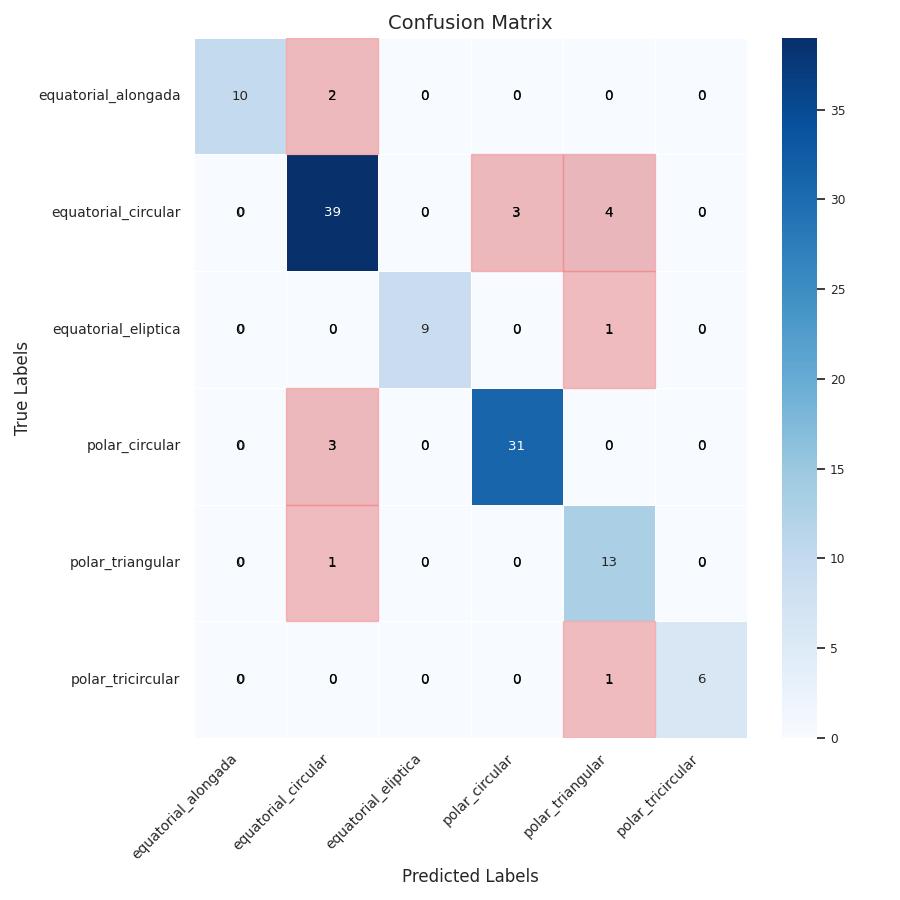 Confusion Matrix
equatorial_alongada 10 2 0 0 0 0
equatorial_circular 0 39 0 3 4 0
equatorial_eliptica 0 0 9 0 1 0
polar_circular 0 3 0 31 0 0
polar_triangular 0 1 0 0 13 0
polar_tricircular 0 0 0 0 1 6
True Labels
equatorial_alongada
equatorial_circular
equatorial_eliptica
polar_circular
polar_triangular
polar_tricircular
Predicted Labels
35
30
25
20
15
10
5
0